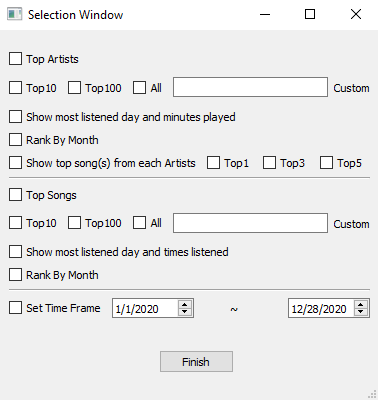 Selection Window
Top Artists
Top10 Top100 All Custom
Show most listened day and minutes played
Rank By Month
Show top song(s) from each Artists Top1 Top3 Top5
Top Songs
Top10 Top100 All Custom
Show most listened day and times listened
Rank By Month
Set Time Frame 1/1/2020 ~ 12/28/2020
Finish